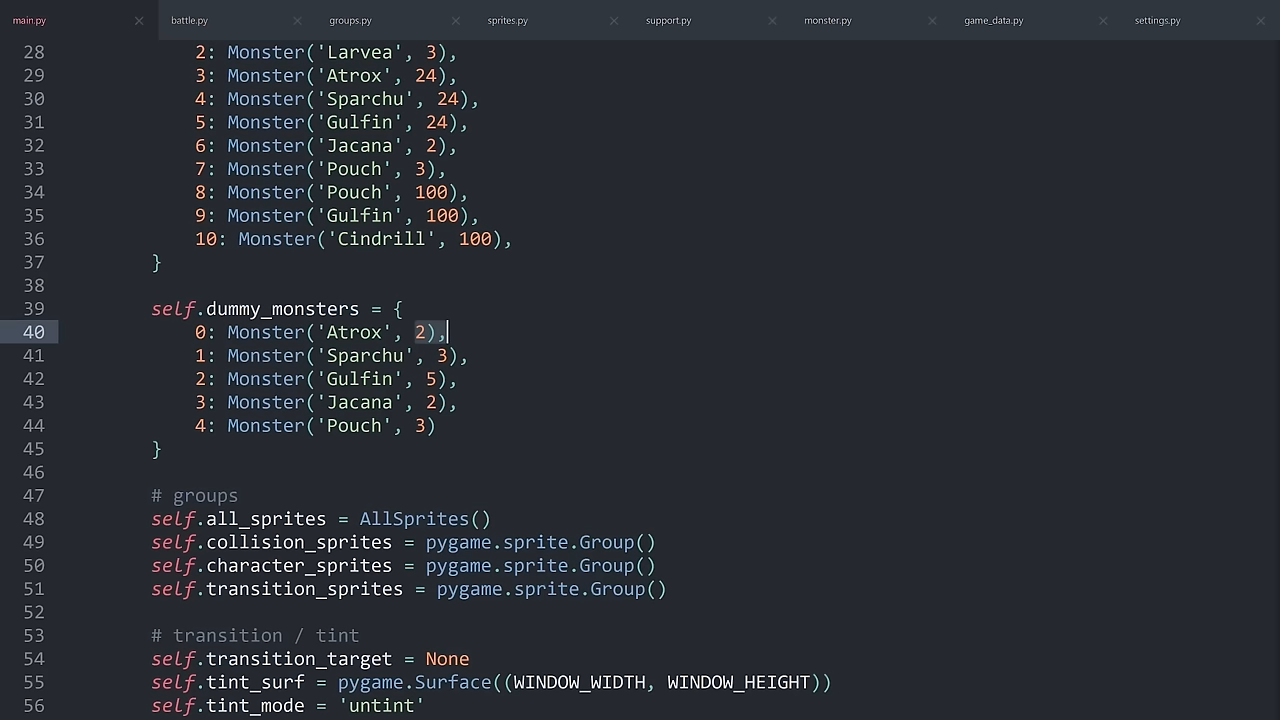 main.py × battle.py × groups.py × sprites.py × support.py × monster.py × game_data.py × settings.py ×
28 2: Monster('Larvea', 3),
29 3: Monster('Atrox', 24),
30 4: Monster('Sparchu', 24),
31 5: Monster('Gulfin', 24),
32 6: Monster('Jacana', 2),
33 7: Monster('Pouch', 3),
34 8: Monster('Pouch', 100),
35 9: Monster('Gulfin', 100),
36 10: Monster('Cindrill', 100),
37 }
38
39 self.dummy_monsters = {
40 0: Monster('Atrox', 2),
41 1: Monster('Sparchu', 3),
42 2: Monster('Gulfin', 5),
43 3: Monster('Jacana', 2),
44 4: Monster('Pouch', 3)
45 }
46
47 # groups
48 self.all_sprites = AllSprites()
49 self.collision_sprites = pygame.sprite.Group()
50 self.character_sprites = pygame.sprite.Group()
51 self.transition_sprites = pygame.sprite.Group()
52
53 # transition / tint
54 self.transition_target = None
55 self.tint_surf = pygame.Surface((WINDOW_WIDTH, WINDOW_HEIGHT))
56 self.tint_mode = 'untint'